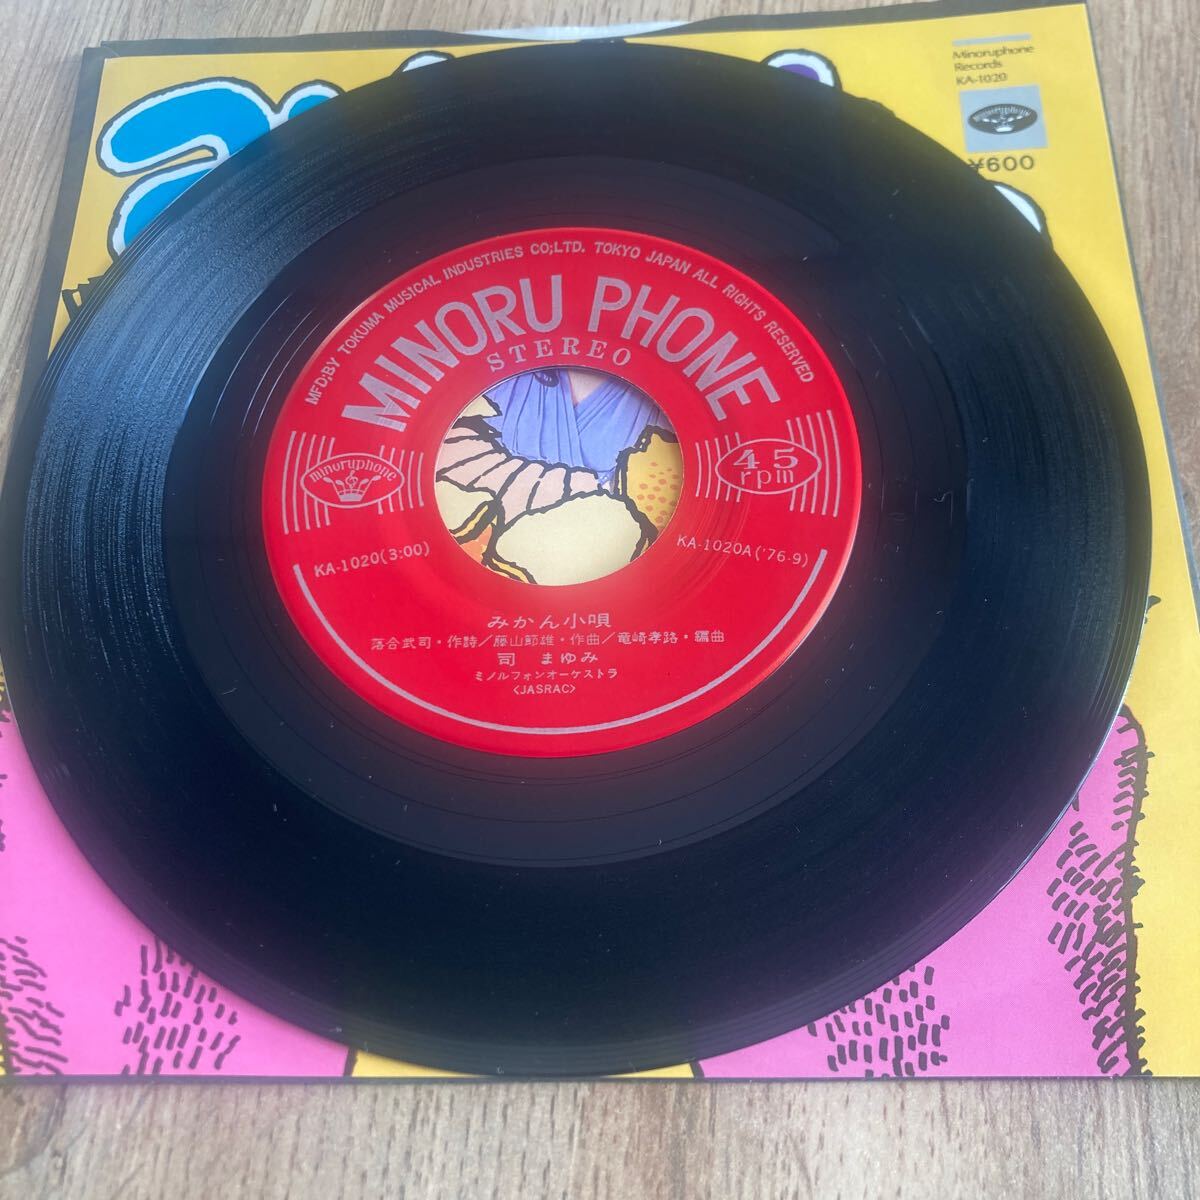 Minoruphone
Records
KA-1020
minoruphone
¥600
MFD;BY TOKUMA MUSICAL INDUSTRIES CO;LTD. TOKYO JAPAN ALL RIGHTS RESERVED
MINORU PHONE
STEREO
minoruphone
45
rpm
KA-1020(3:00)
KA-1020A('76-9)
みかん小唄
落合武司・作詩/藤山節雄・作曲/竜崎孝路・編曲
司 まゆみ
ミノルフォンオーケストラ
<JASRAC>